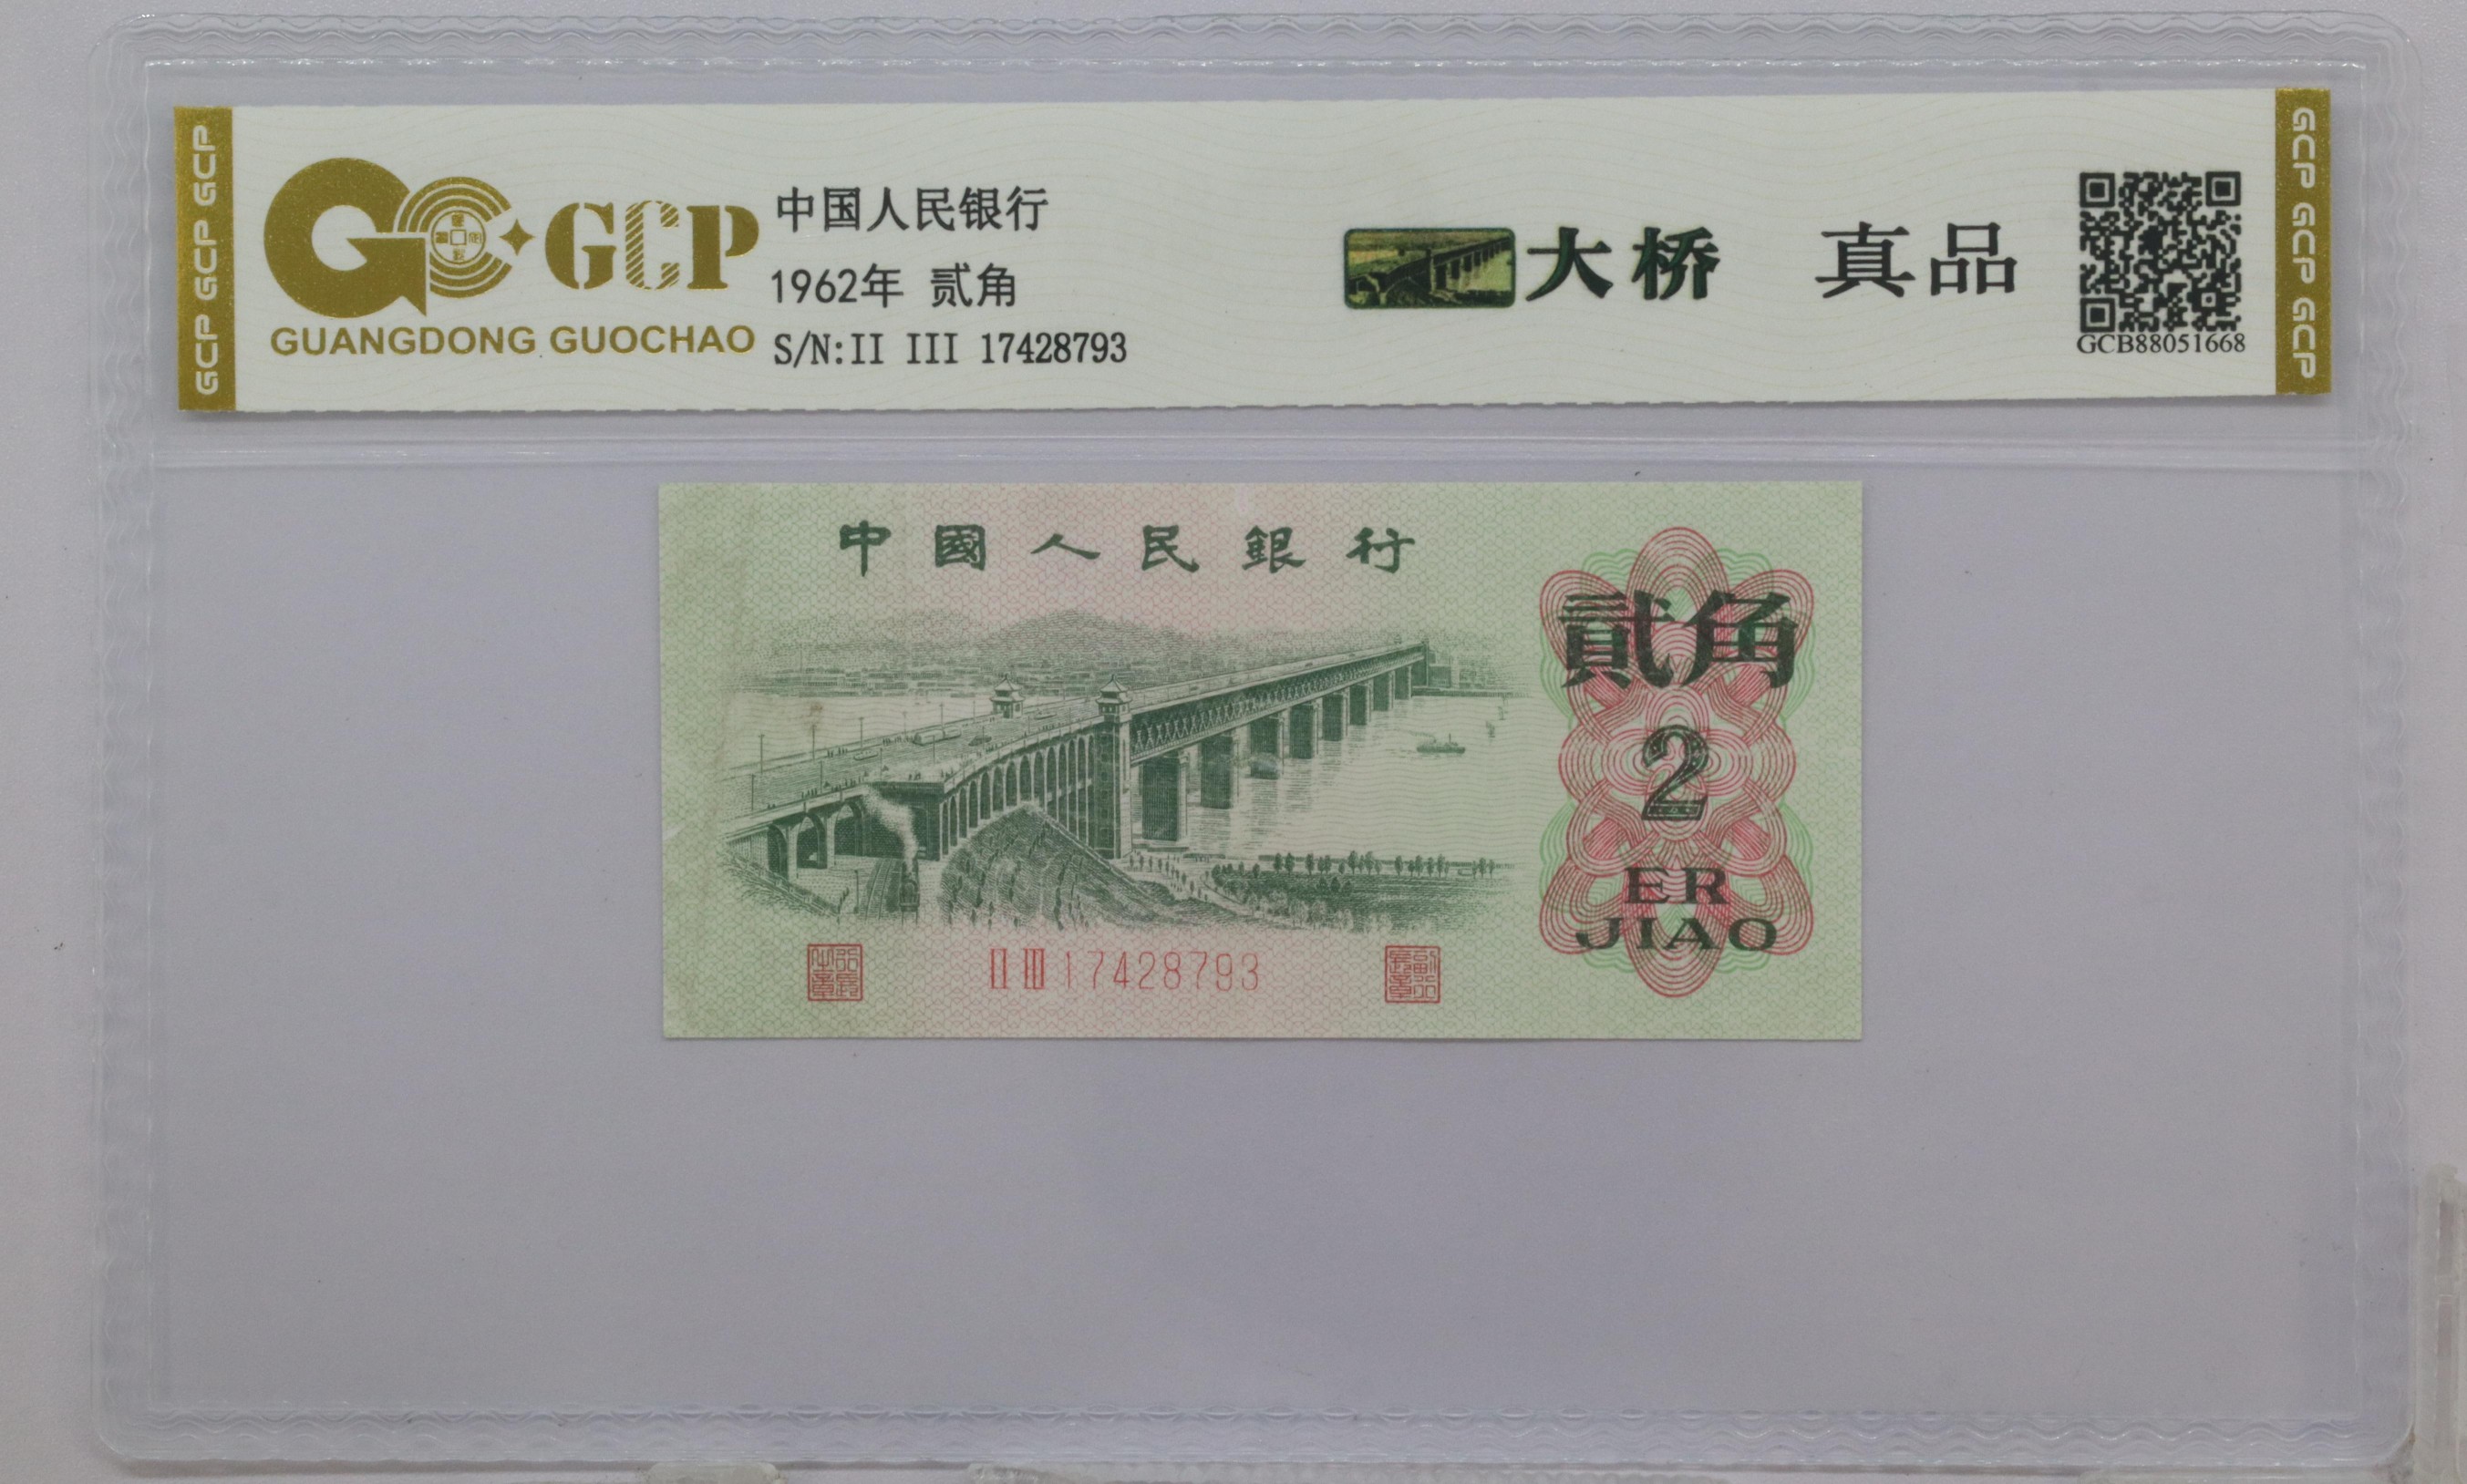 GCP GCP GCP
GCP
GUANGDONG GUOCHAO
中国人民银行
1962年 贰角
S/N:II III 17428793
大桥
真品
GCB88051668
GCP GCP GCP
中國人民銀行
貳角
2
ER
JIAO
II III 17428793